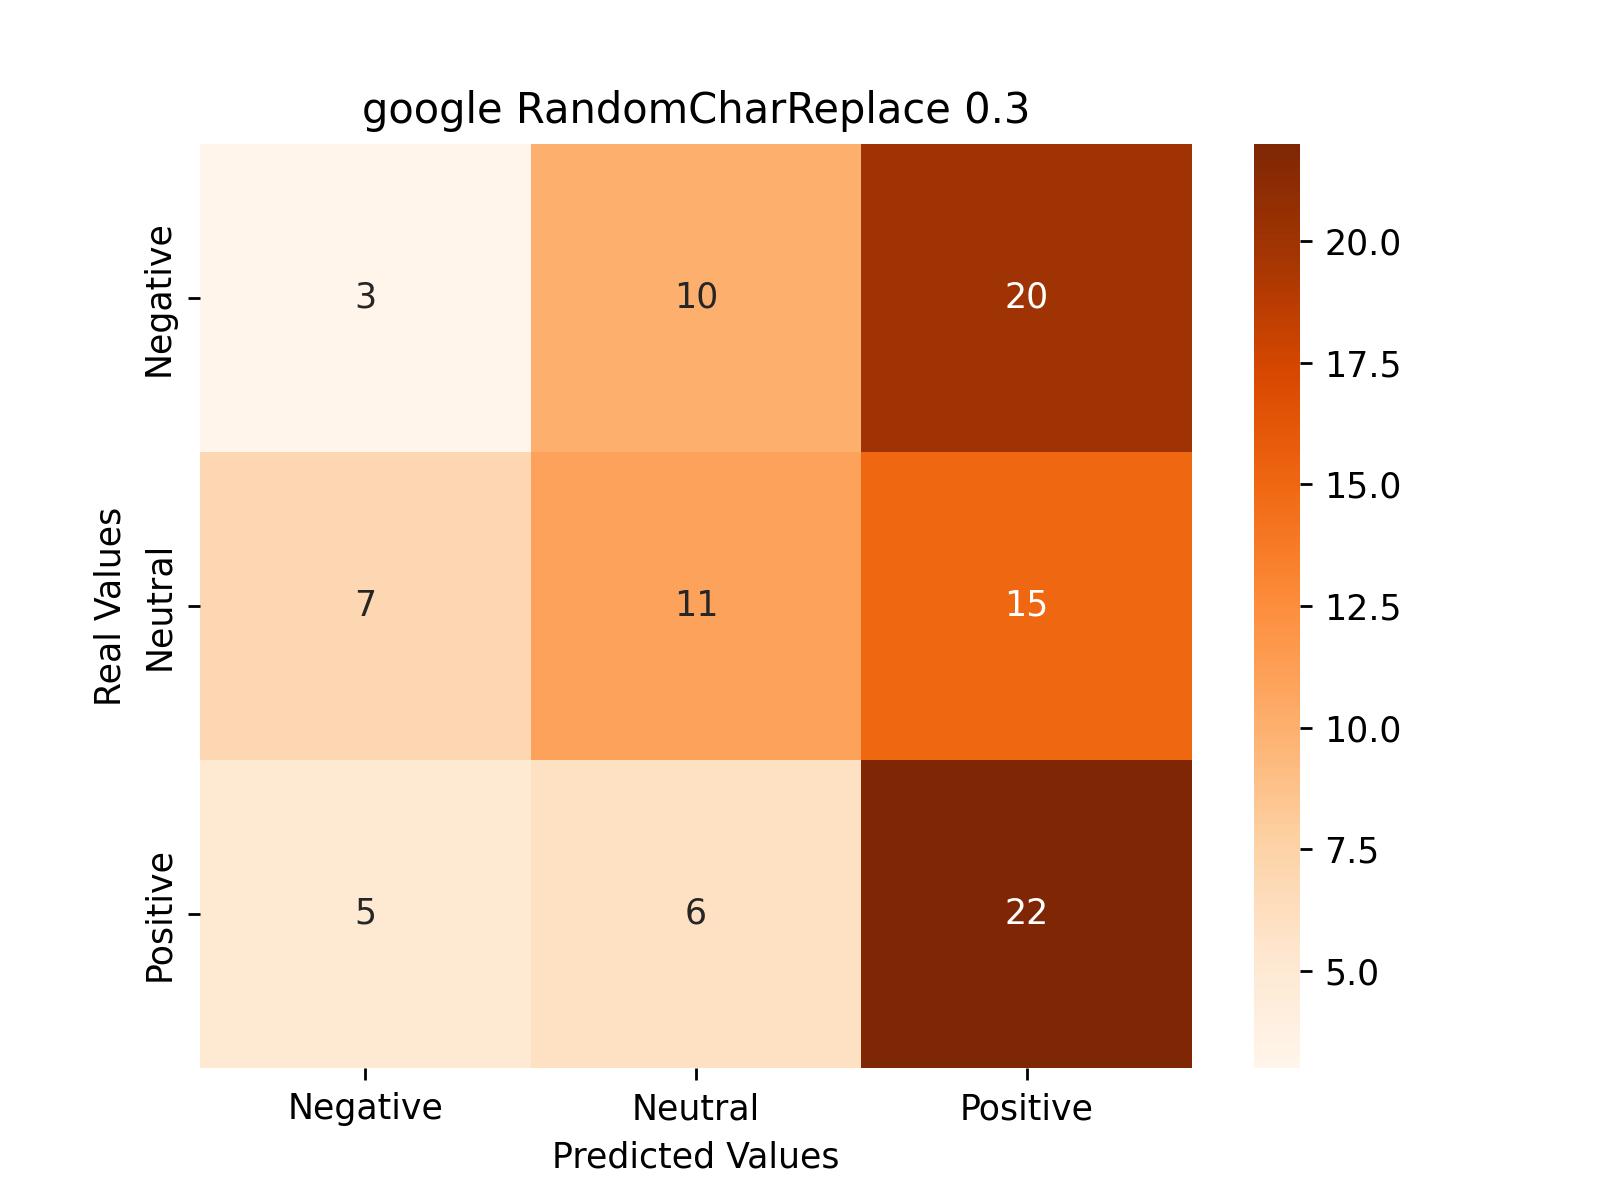 google RandomCharReplace 0.3
Real Values
Negative
Neutral
Positive
3 10 20
7 11 15
5 6 22
Negative Neutral Positive
Predicted Values
20.0
17.5
15.0
12.5
10.0
7.5
5.0